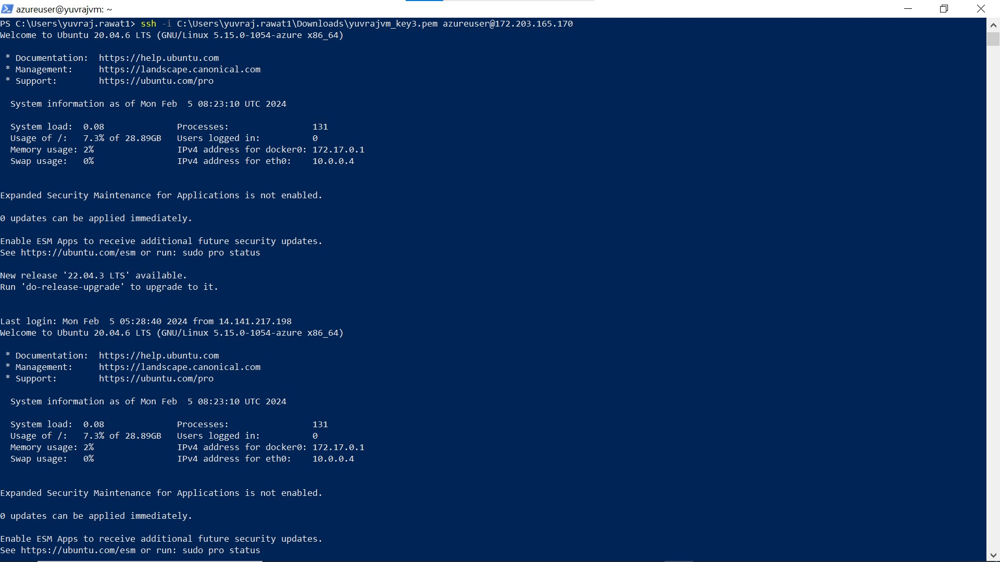 azureuser@yuvrajvm: ~
PS C:\Users\yuvraj.rawat1> ssh -i C:\Users\yuvraj.rawat1\Downloads\yuvrajvm_key3.pem azureuser@172.203.165.170
Welcome to Ubuntu 20.04.6 LTS (GNU/Linux 5.15.0-1054-azure x86_64)
* Documentation:  https://help.ubuntu.com
* Management:     https://landscape.canonical.com
* Support:        https://ubuntu.com/pro
System information as of Mon Feb  5 08:23:10 UTC 2024
System load:  0.08              Processes:                131
Usage of /:   7.3% of 28.89GB   Users logged in:          0
Memory usage: 2%                IPv4 address for docker0: 172.17.0.1
Swap usage:   0%                IPv4 address for eth0:    10.0.0.4
Expanded Security Maintenance for Applications is not enabled.
0 updates can be applied immediately.
Enable ESM Apps to receive additional future security updates.
See https://ubuntu.com/esm or run: sudo pro status
New release '22.04.3 LTS' available.
Run 'do-release-upgrade' to upgrade to it.
Last login: Mon Feb  5 05:28:40 2024 from 14.141.217.198
Welcome to Ubuntu 20.04.6 LTS (GNU/Linux 5.15.0-1054-azure x86_64)
* Documentation:  https://help.ubuntu.com
* Management:     https://landscape.canonical.com
* Support:        https://ubuntu.com/pro
System information as of Mon Feb  5 08:23:10 UTC 2024
System load:  0.08              Processes:                131
Usage of /:   7.3% of 28.89GB   Users logged in:          0
Memory usage: 2%                IPv4 address for docker0: 172.17.0.1
Swap usage:   0%                IPv4 address for eth0:    10.0.0.4
Expanded Security Maintenance for Applications is not enabled.
0 updates can be applied immediately.
Enable ESM Apps to receive additional future security updates.
See https://ubuntu.com/esm or run: sudo pro status